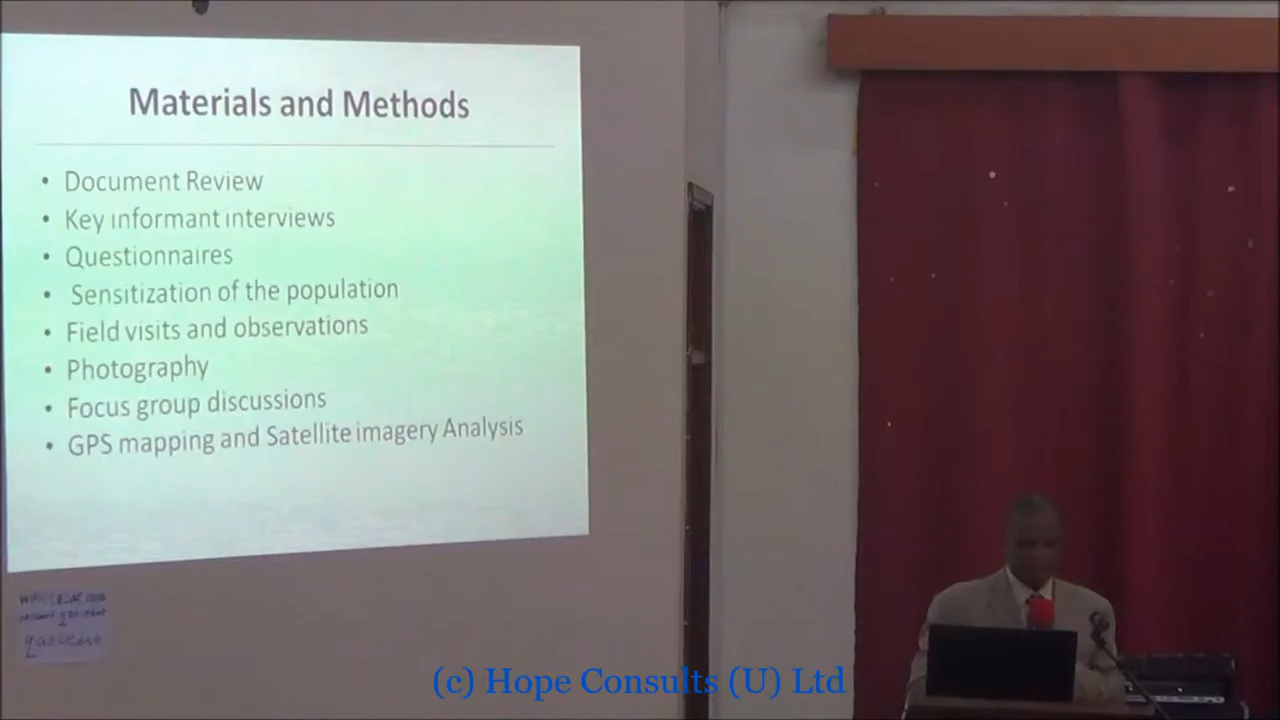 Materials and Methods
• Document Review
• Key informant interviews
• Questionnaires
• Sensitization of the population
• Field visits and observations
• Photography
• Focus group discussions
• GPS mapping and Satellite imagery Analysis
(c) Hope Consults (U) Ltd